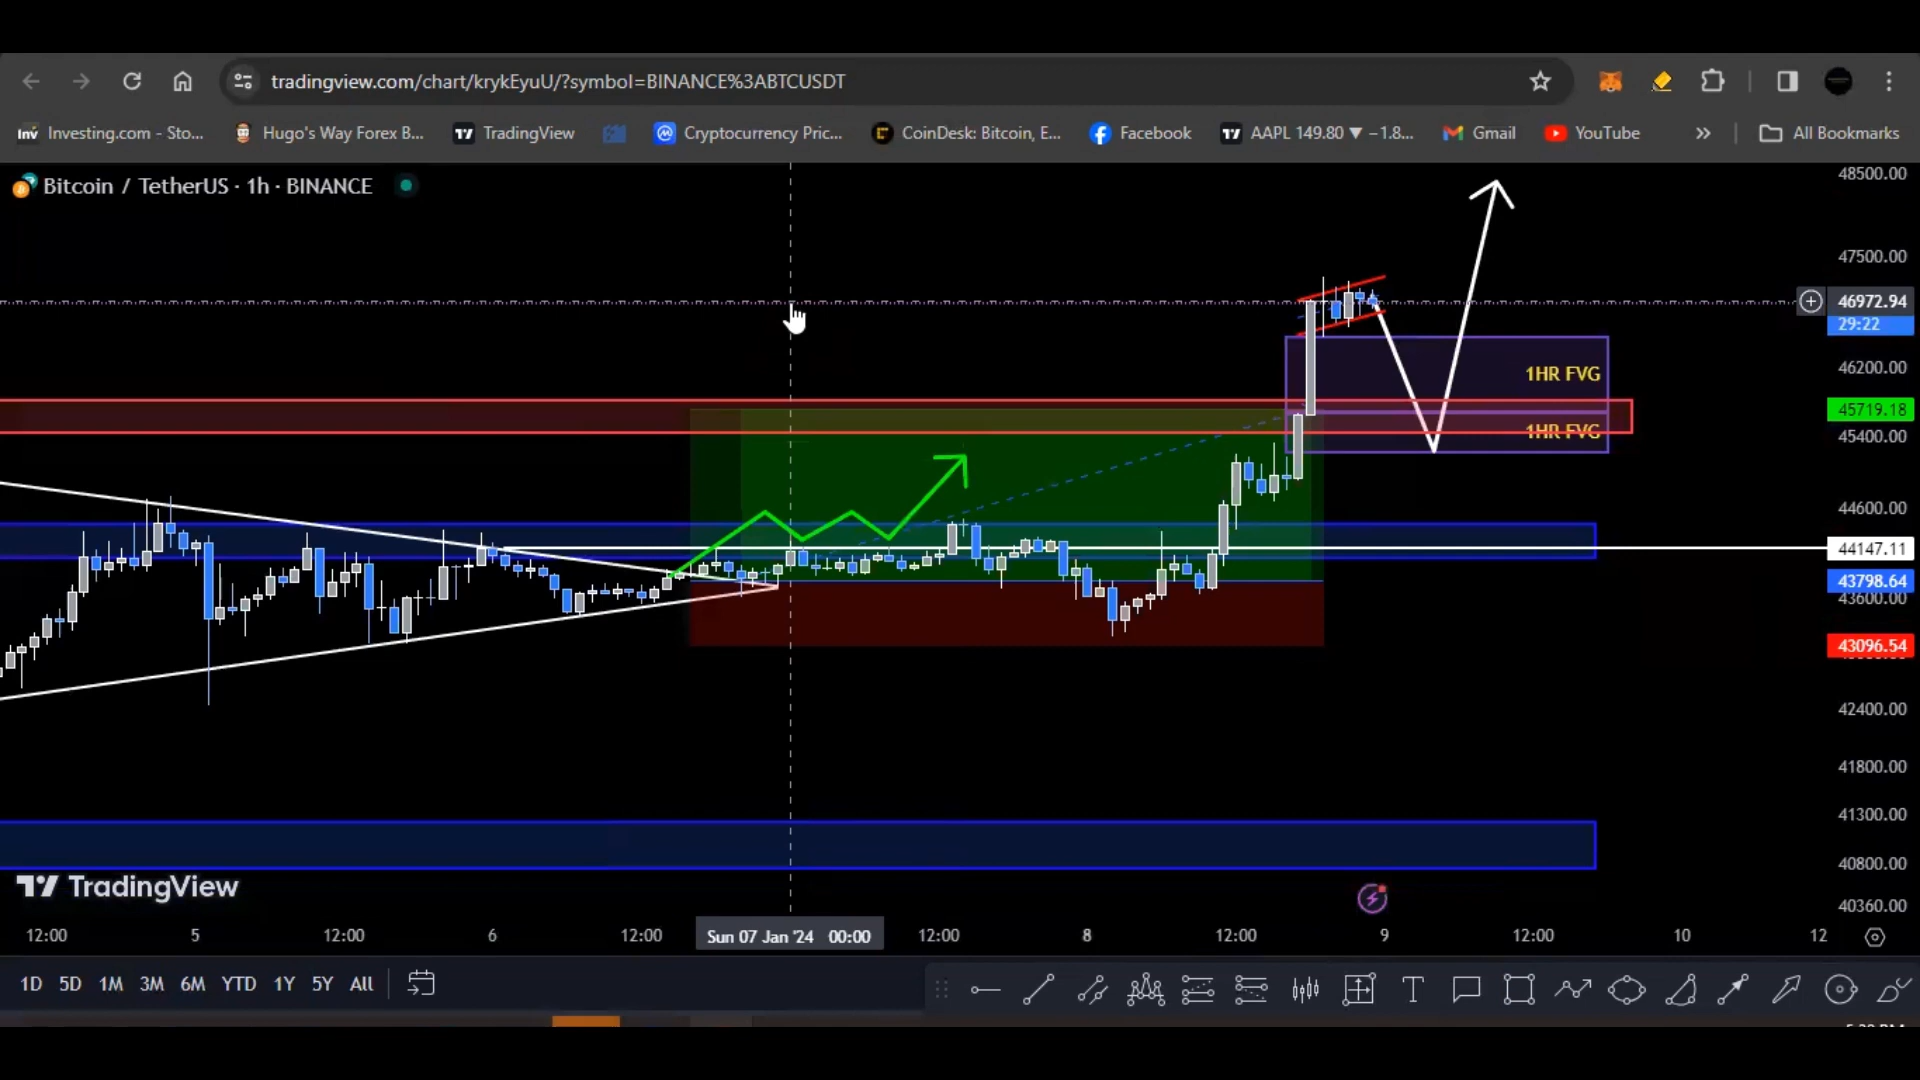 tradingview.com/chart/krykEyuU/?symbol=BINANCE%3ABTCUSDT
Inv Investing.com - Sto... Hugo's Way Forex B... TradingView Cryptocurrency Pric... CoinDesk: Bitcoin, E... Facebook AAPL 149.80 ▼ −1.8... Gmail YouTube » All Bookmarks
Bitcoin / TetherUS · 1h · BINANCE
48500.00
47500.00
46972.94
29:22
46200.00
1HR FVG
45719.18
1HR FVG
45400.00
44600.00
44147.11
43798.64
43600.00
43096.54
42400.00
41800.00
41300.00
40800.00
TradingView
40360.00
12:00 5 12:00 6 12:00 Sun 07 Jan '24 00:00 12:00 8 12:00 9 12:00 10 12
1D 5D 1M 3M 6M YTD 1Y 5Y All